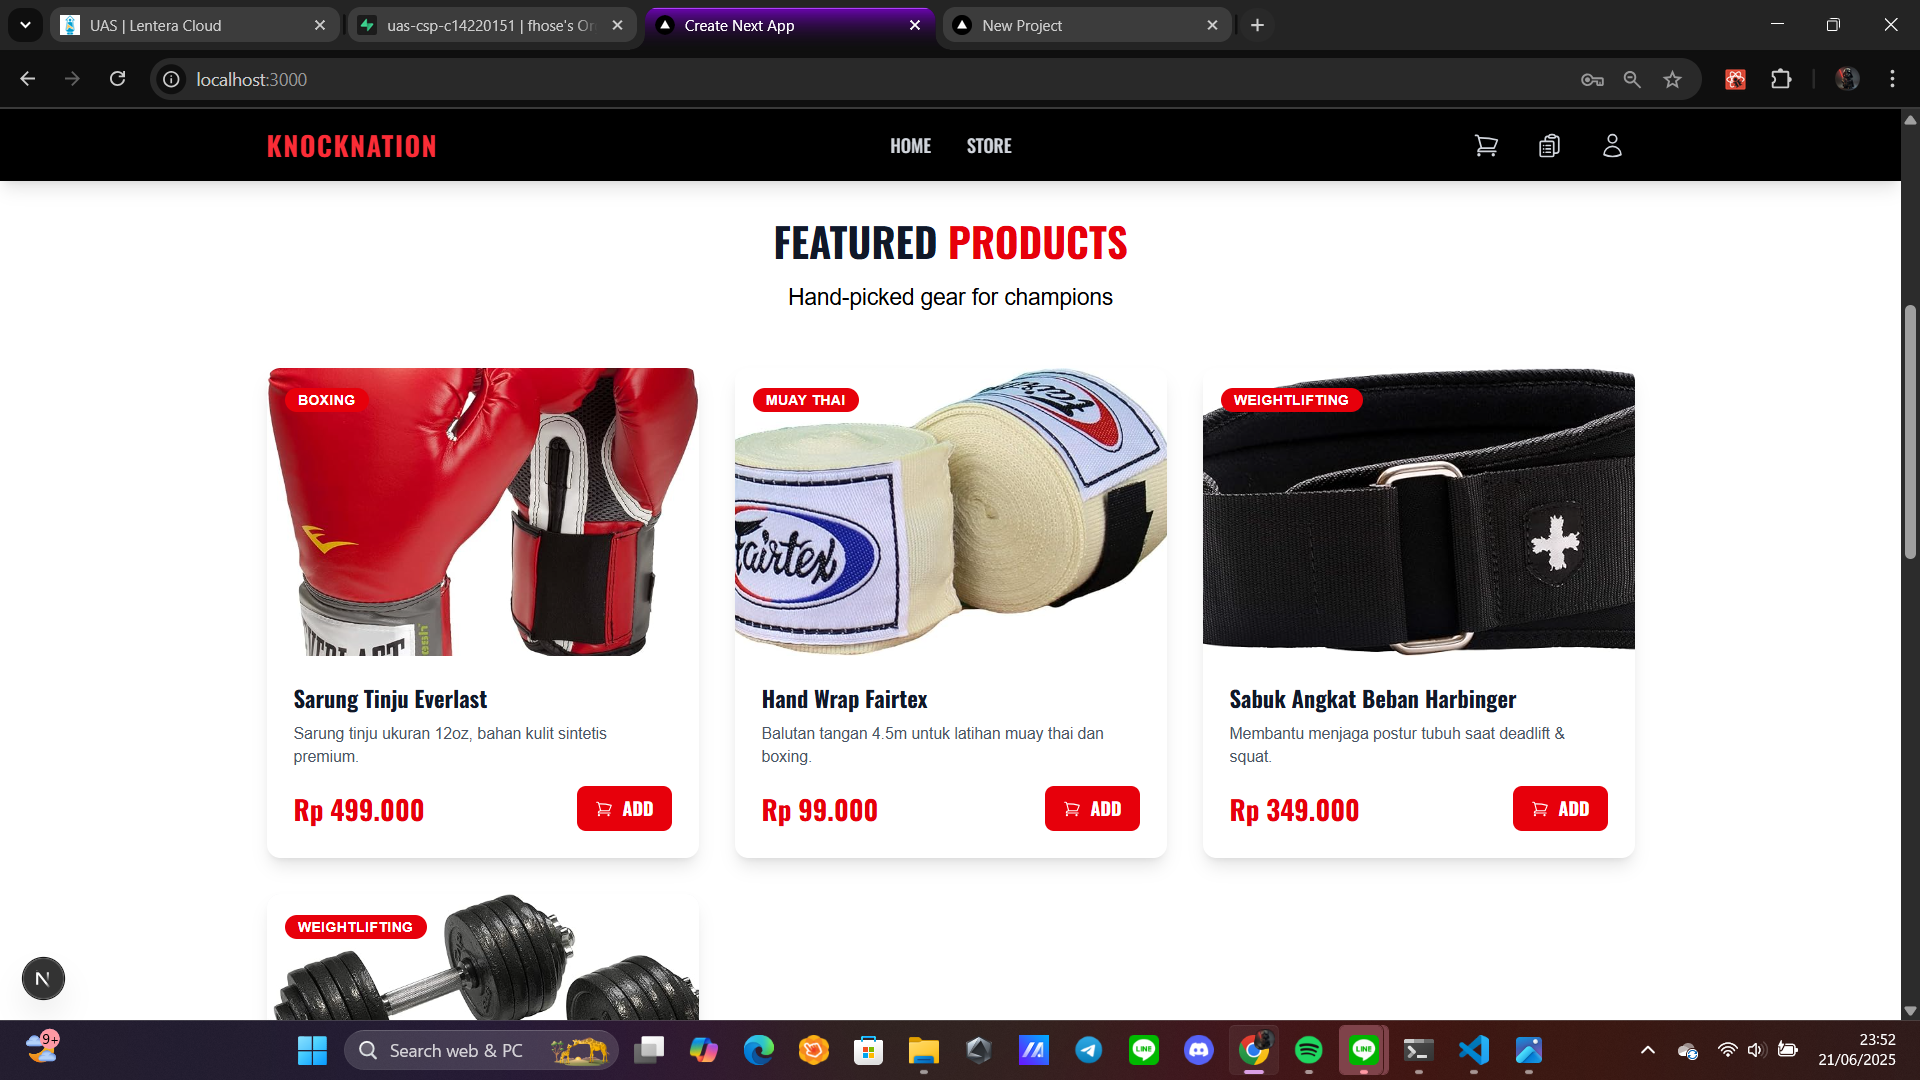 UAS | Lentera Cloud
uas-csp-c14220151 | fhose's Or
Create Next App
New Project
localhost:3000
KNOCKNATION
HOME
STORE
FEATURED PRODUCTS
Hand-picked gear for champions
BOXING
MUAY THAI
WEIGHTLIFTING
Fairtex
EVERLAST
Sarung Tinju Everlast
Sarung tinju ukuran 12oz, bahan kulit sintetis
premium.
Rp 499.000
ADD
Hand Wrap Fairtex
Balutan tangan 4.5m untuk latihan muay thai dan
boxing.
Rp 99.000
ADD
Sabuk Angkat Beban Harbinger
Membantu menjaga postur tubuh saat deadlift &
squat.
Rp 349.000
ADD
WEIGHTLIFTING
N
9+
Search web & PC
LINE
LINE
23:52
21/06/2025